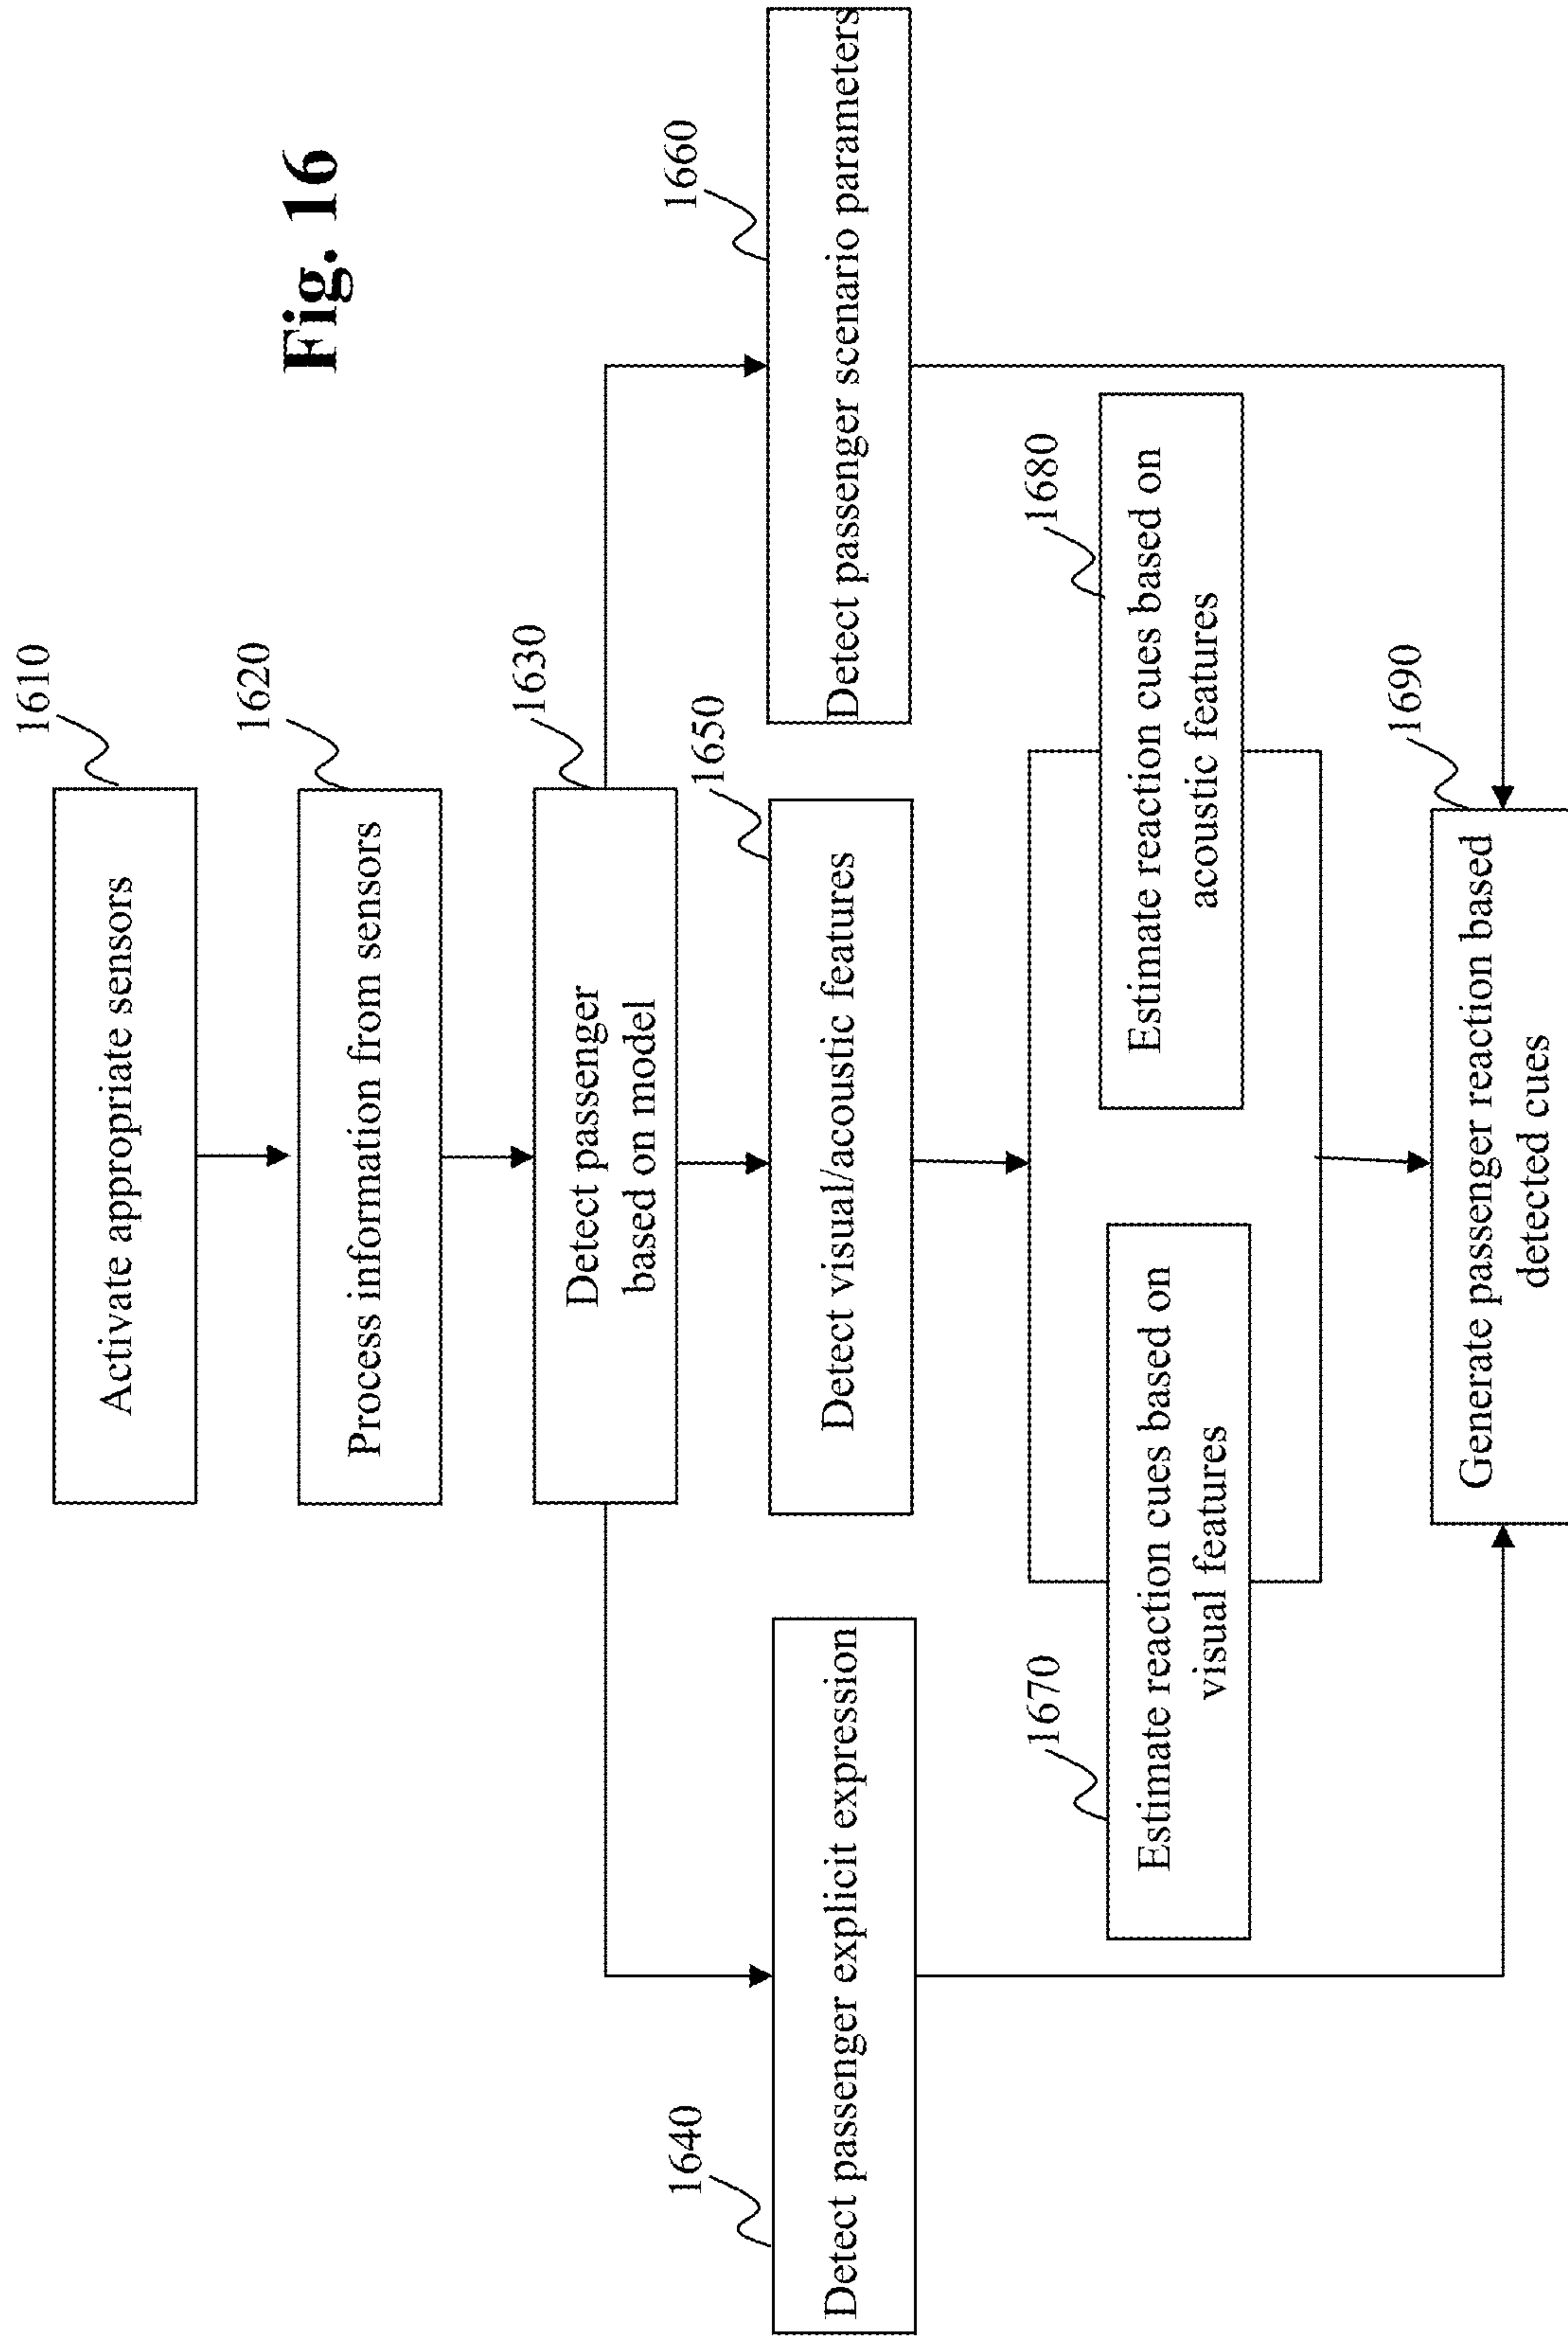 Fig. 16
1610
Activate appropriate sensors
1620
Process information from sensors
1630
Detect passenger
based on model
1640
Detect passenger explicit expression
1650
Detect visual/acoustic features
1660
Detect passenger scenario parameters
1670
Estimate reaction cues based on
visual features
1680
Estimate reaction cues based on
acoustic features
1690
Generate passenger reaction based
detected cues